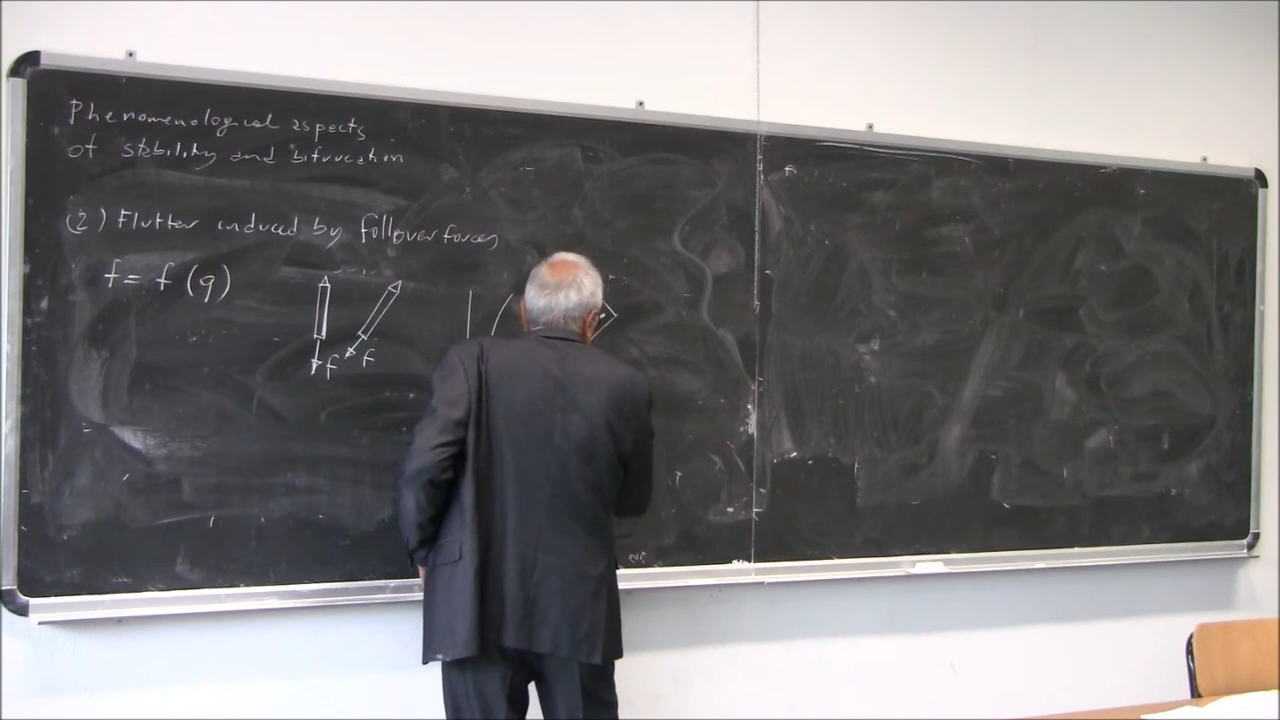 Phenomenological aspects
of stability and bifurcation
(2) Flutter induced by follower forces
f = f (q)
f f